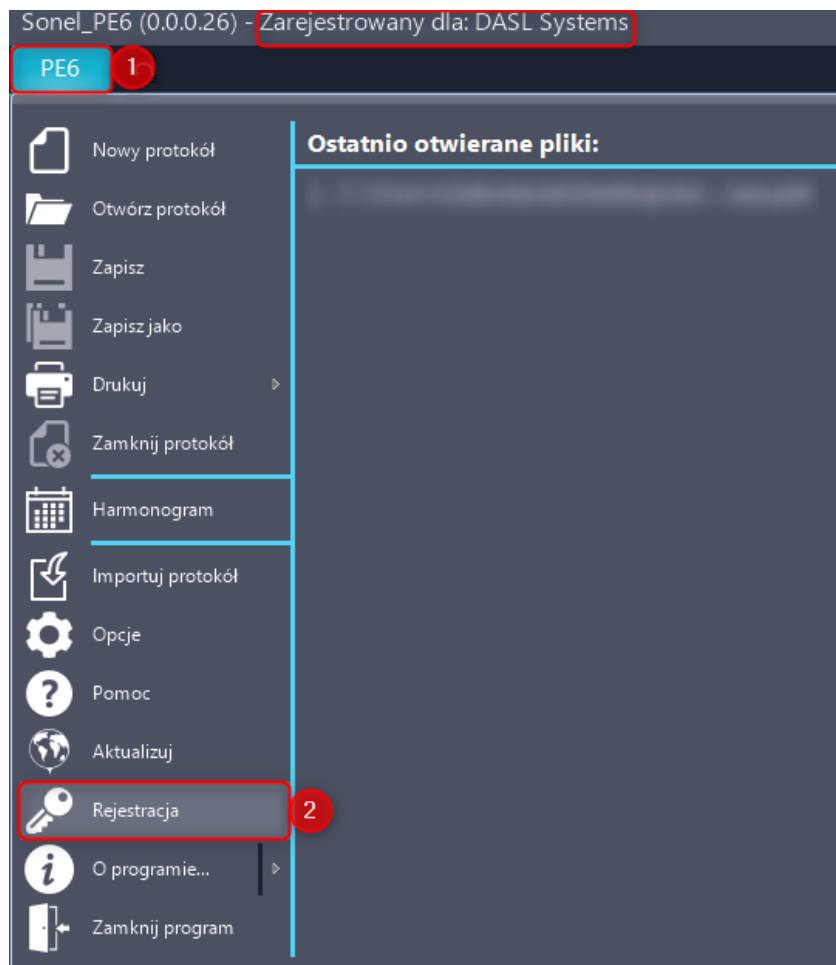 Sonel_PE6 (0.0.0.26) - Zarejestrowany dla: DASL Systems
PE6 1
Nowy protokół
Otwórz protokół
Zapisz
Zapisz jako
Drukuj
Zamknij protokół
Harmonogram
Importuj protokół
Opcje
Pomoc
Aktualizuj
Rejestracja 2
O programie...
Zamknij program
Ostatnio otwierane pliki: